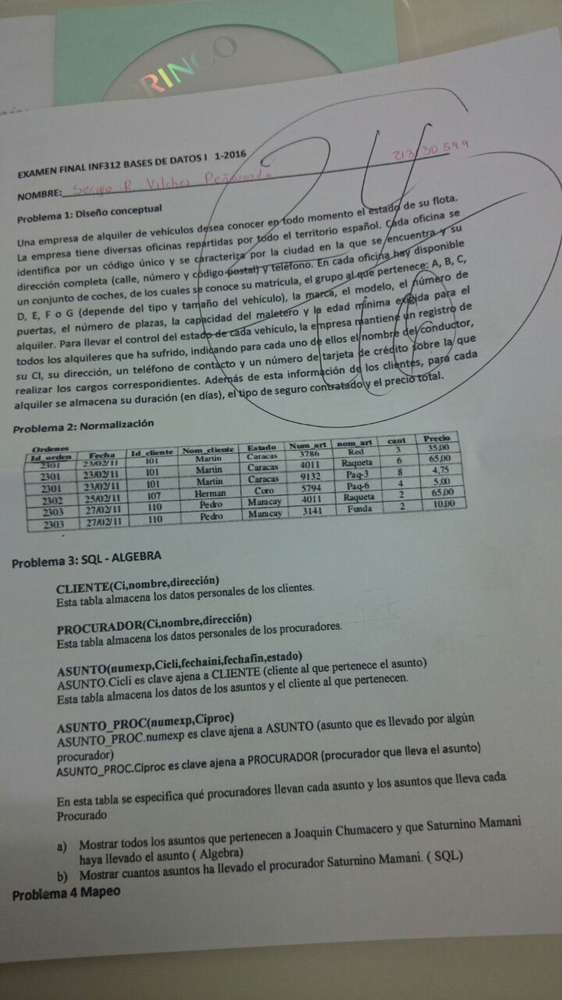 PRINCO
EXAMEN FINAL INF312 BASES DE DATOS I 1-2016
213 30 599
NOMBRE: Sergio R. Vilches Peñaranda
Problema 1: Diseño conceptual
Una empresa de alquiler de vehículos desea conocer en todo momento el estado de su flota.
La empresa tiene diversas oficinas repartidas por todo el territorio español. Cada oficina se
identifica por un código único y se caracteriza por la ciudad en la que se encuentra y su
dirección completa (calle, número y código postal) y teléfono. En cada oficina hay disponible
un conjunto de coches, de los cuales se conoce su matrícula, el grupo al que pertenece: A, B, C,
D, E, F o G (depende del tipo y tamaño del vehículo), la marca, el modelo, el número de
puertas, el número de plazas, la capacidad del maletero y la edad mínima exigida para el
alquiler. Para llevar el control del estado de cada vehículo, la empresa mantiene un registro de
todos los alquileres que ha sufrido, indicando para cada uno de ellos el nombre del conductor,
su CI, su dirección, un teléfono de contacto y un número de tarjeta de crédito sobre la que
realizar los cargos correspondientes. Además de esta información de los clientes, para cada
alquiler se almacena su duración (en días), el tipo de seguro contratado y el precio total.
Problema 2: Normalización
Ordenes
Id_orden Fecha Id_cliente Nom_cliente Estado Num_art nom_art cant Precio
2301 23/02/11 101 Martin Caracas 3786 Red 3 35,00
2301 23/02/11 101 Martin Caracas 4011 Raqueta 6 65,00
2301 23/02/11 101 Martin Caracas 9132 Paq-3 8 4,75
2302 25/02/11 107 Herman Coro 5794 Paq-6 4 5,00
2303 27/02/11 110 Pedro Maracay 4011 Raqueta 2 65,00
2303 27/02/11 110 Pedro Maracay 3141 Funda 2 10,00
Problema 3: SQL - ALGEBRA
CLIENTE(Ci,nombre,dirección)
Esta tabla almacena los datos personales de los clientes.
PROCURADOR(Ci,nombre,dirección)
Esta tabla almacena los datos personales de los procuradores.
ASUNTO(numexp,Cicli,fechaini,fechafin,estado)
ASUNTO.Cicli es clave ajena a CLIENTE (cliente al que pertenece el asunto)
Esta tabla almacena los datos de los asuntos y el cliente al que pertenecen.
ASUNTO_PROC(numexp,Ciproc)
ASUNTO_PROC.numexp es clave ajena a ASUNTO (asunto que es llevado por algún
procurador)
ASUNTO_PROC.Ciproc es clave ajena a PROCURADOR (procurador que lleva el asunto)
En esta tabla se especifica qué procuradores llevan cada asunto y los asuntos que lleva cada
Procurado
a) Mostrar todos los asuntos que pertenecen a Joaquin Chumacero y que Saturnino Mamani
haya llevado el asunto ( Algebra)
b) Mostrar cuantos asuntos ha llevado el procurador Saturnino Mamani. ( SQL)
Problema 4 Mapeo